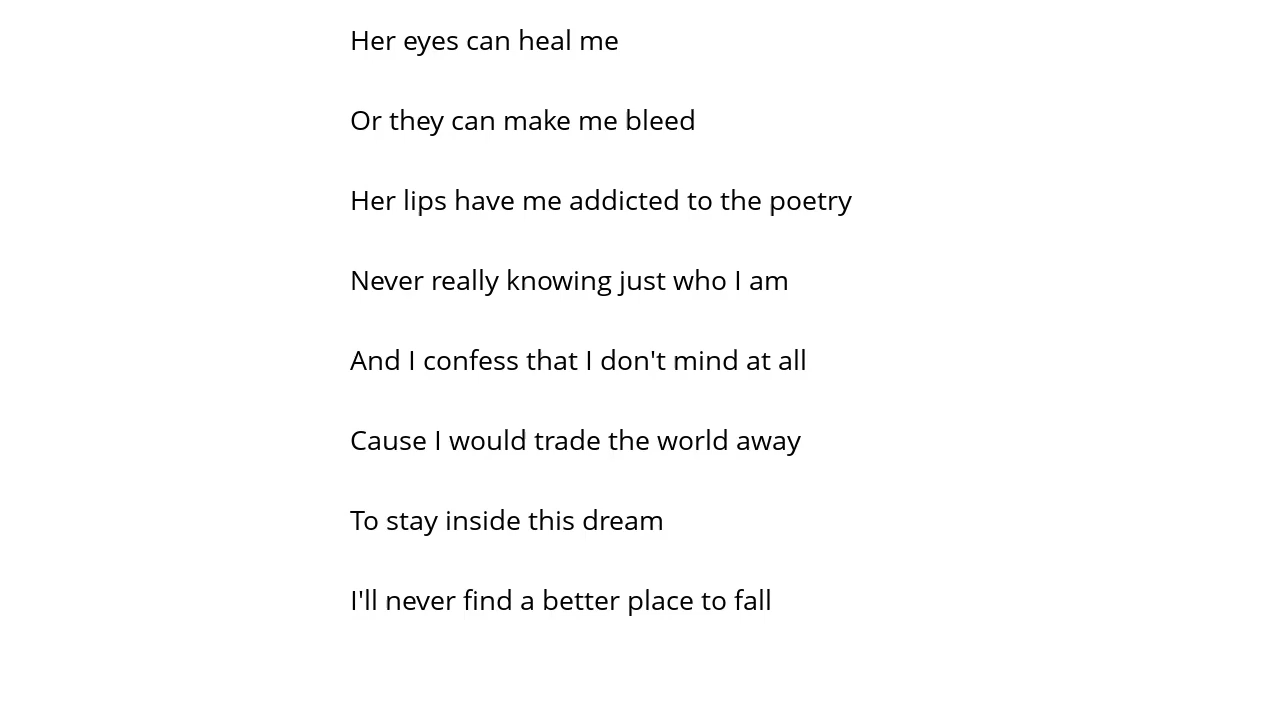 Her eyes can heal me
Or they can make me bleed
Her lips have me addicted to the poetry
Never really knowing just who I am
And I confess that I don't mind at all
Cause I would trade the world away
To stay inside this dream
I'll never find a better place to fall